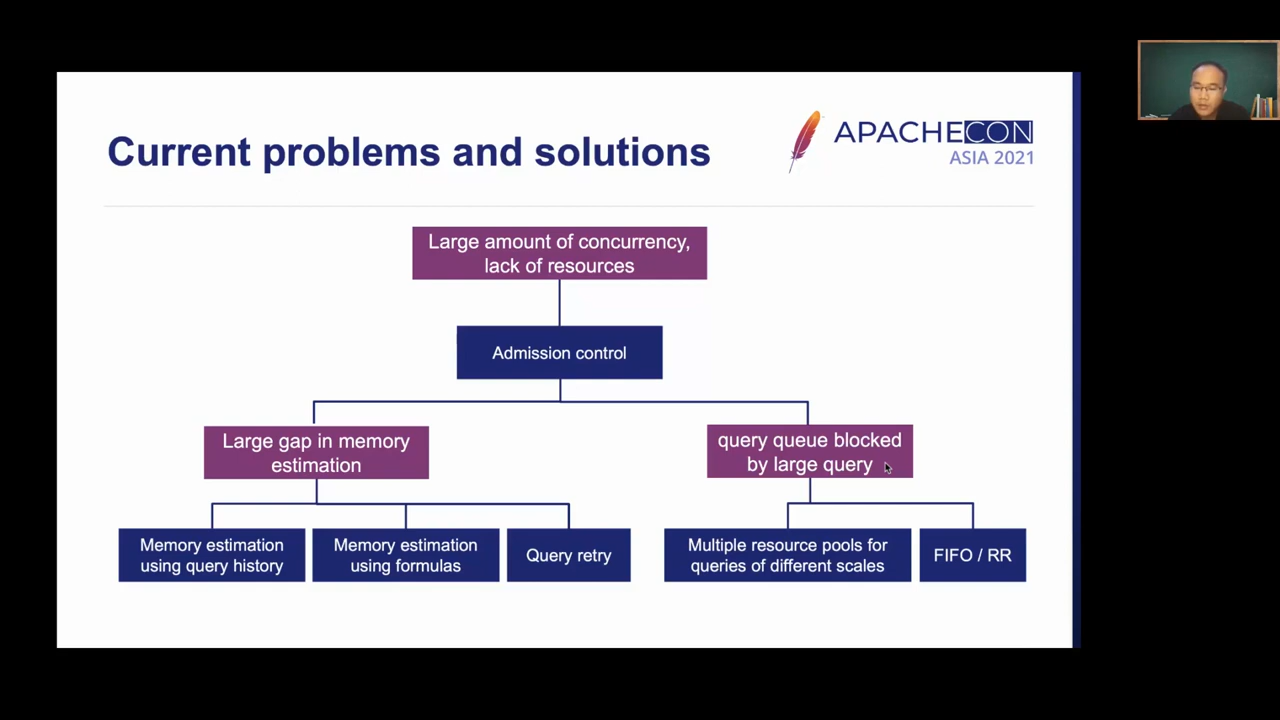 Current problems and solutions
APACHECON
ASIA 2021
Large amount of concurrency,
lack of resources
Admission control
Large gap in memory
estimation
query queue blocked
by large query
Memory estimation
using query history
Memory estimation
using formulas
Query retry
Multiple resource pools for
queries of different scales
FIFO / RR